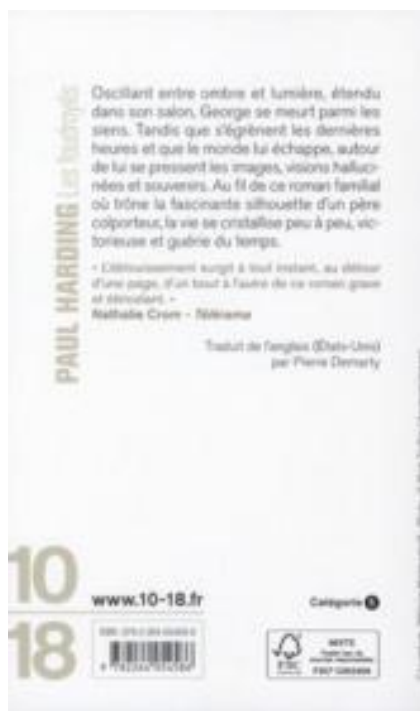 PAUL HARDING Les foudroyés
Oscillant entre ombre et lumière, étendu
dans son salon, George se meurt parmi les
siens. Tandis que s'égrènent les dernières
heures et que le monde lui échappe, autour
de lui se pressent les images, visions halluci-
nées et souvenirs. Au fil de ce roman familial
où trône la fascinante silhouette d'un père
colporteur, la vie se cristallise peu à peu, vic-
torieuse et guérie du temps.
« L'éblouissement surgit à tout instant, au détour
d'une page, d'un bout à l'autre de ce roman grave
et »
Nathalie Crom - Télérama
Traduit de l'anglais (États-Unis)
par Pierre Demarty
10
18
www.10-18.fr
Catégorie
FSC
MIXTE